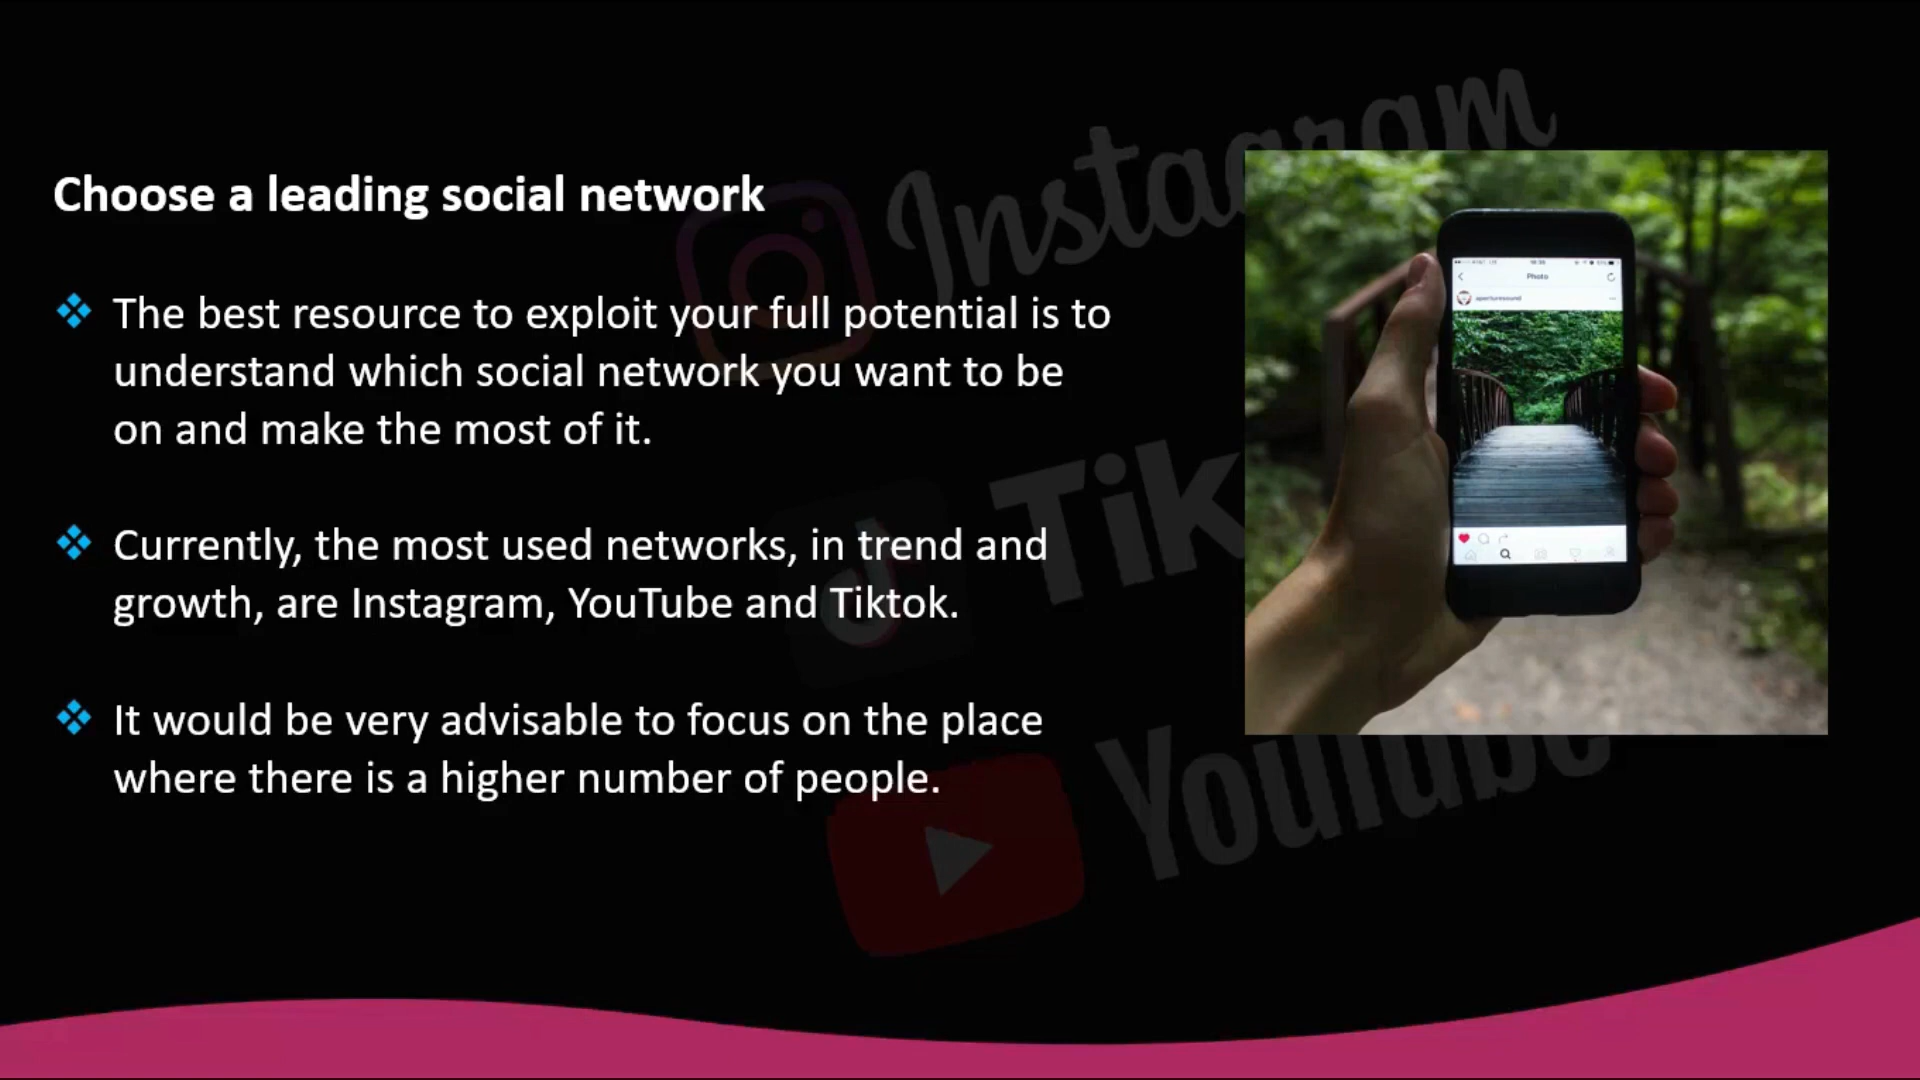 Instagram
Choose a leading social network
The best resource to exploit your full potential is to
understand which social network you want to be
on and make the most of it.
Currently, the most used networks, in trend and
growth, are Instagram, YouTube and Tiktok.
It would be very advisable to focus on the place
where there is a higher number of people.
Tik
YouTube
Photo